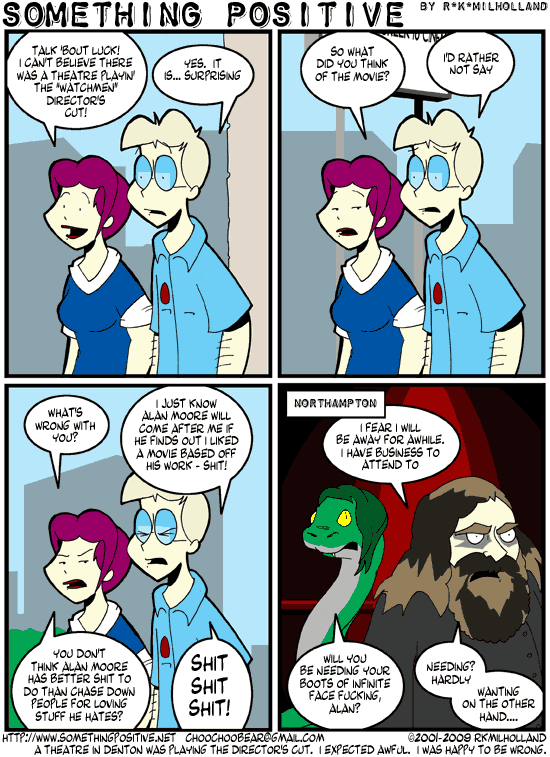 SOMETHING POSITIVE BY R*K*MILHOLLAND
TALK 'BOUT LUCK!
I CAN'T BELIEVE THERE
WAS A THEATRE PLAYIN'
THE "WATCHMEN"
DIRECTOR'S
CUT!
YES. IT
IS... SURPRISING
SO WHAT
DID YOU THINK
OF THE MOVIE?
I'D RATHER
NOT SAY
WHAT'S
WRONG WITH
YOU?
I JUST KNOW
ALAN MOORE WILL
COME AFTER ME IF
HE FINDS OUT I LIKED
A MOVIE BASED OFF
HIS WORK - SHIT!
YOU DON'T
THINK ALAN MOORE
HAS BETTER SHIT TO
DO THAN CHASE DOWN
PEOPLE FOR LOVING
STUFF HE HATES?
SHIT
SHIT
SHIT!
NORTHAMPTON
I FEAR I WILL
BE AWAY FOR AWHILE.
I HAVE BUSINESS TO
ATTEND TO
WILL YOU
BE NEEDING YOUR
BOOTS OF INFINITE
FACE FUCKING,
ALAN?
NEEDING?
HARDLY
WANTING
ON THE OTHER
HAND....
HTTP://WWW.SOMETHINGPOSITIVE.NET CHOOCHOOBEAR@GMAIL.COM ©2001-2009 RKMILHOLLAND
A THEATRE IN DENTON WAS PLAYING THE DIRECTOR'S CUT. I EXPECTED AWFUL. I WAS HAPPY TO BE WRONG.